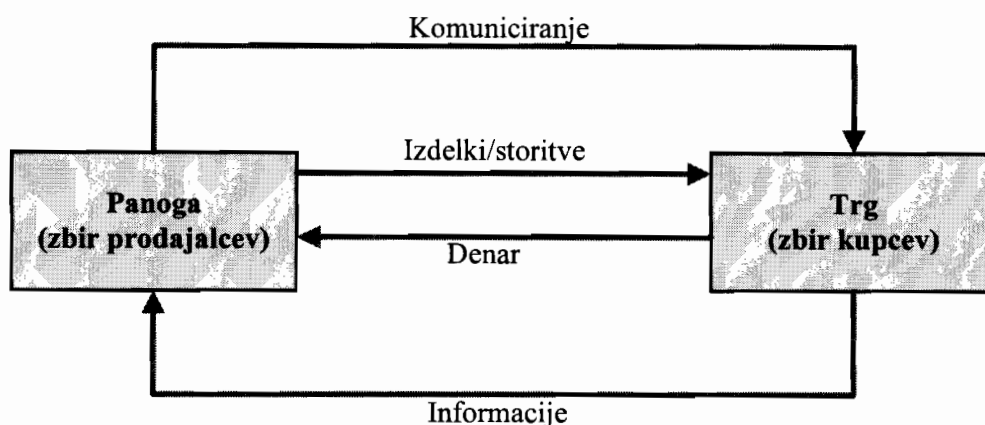 Komuniciranje
Izdelki/storitve
Panoga
(zbir prodajalcev)
Trg
(zbir kupcev)
Denar
Informacije